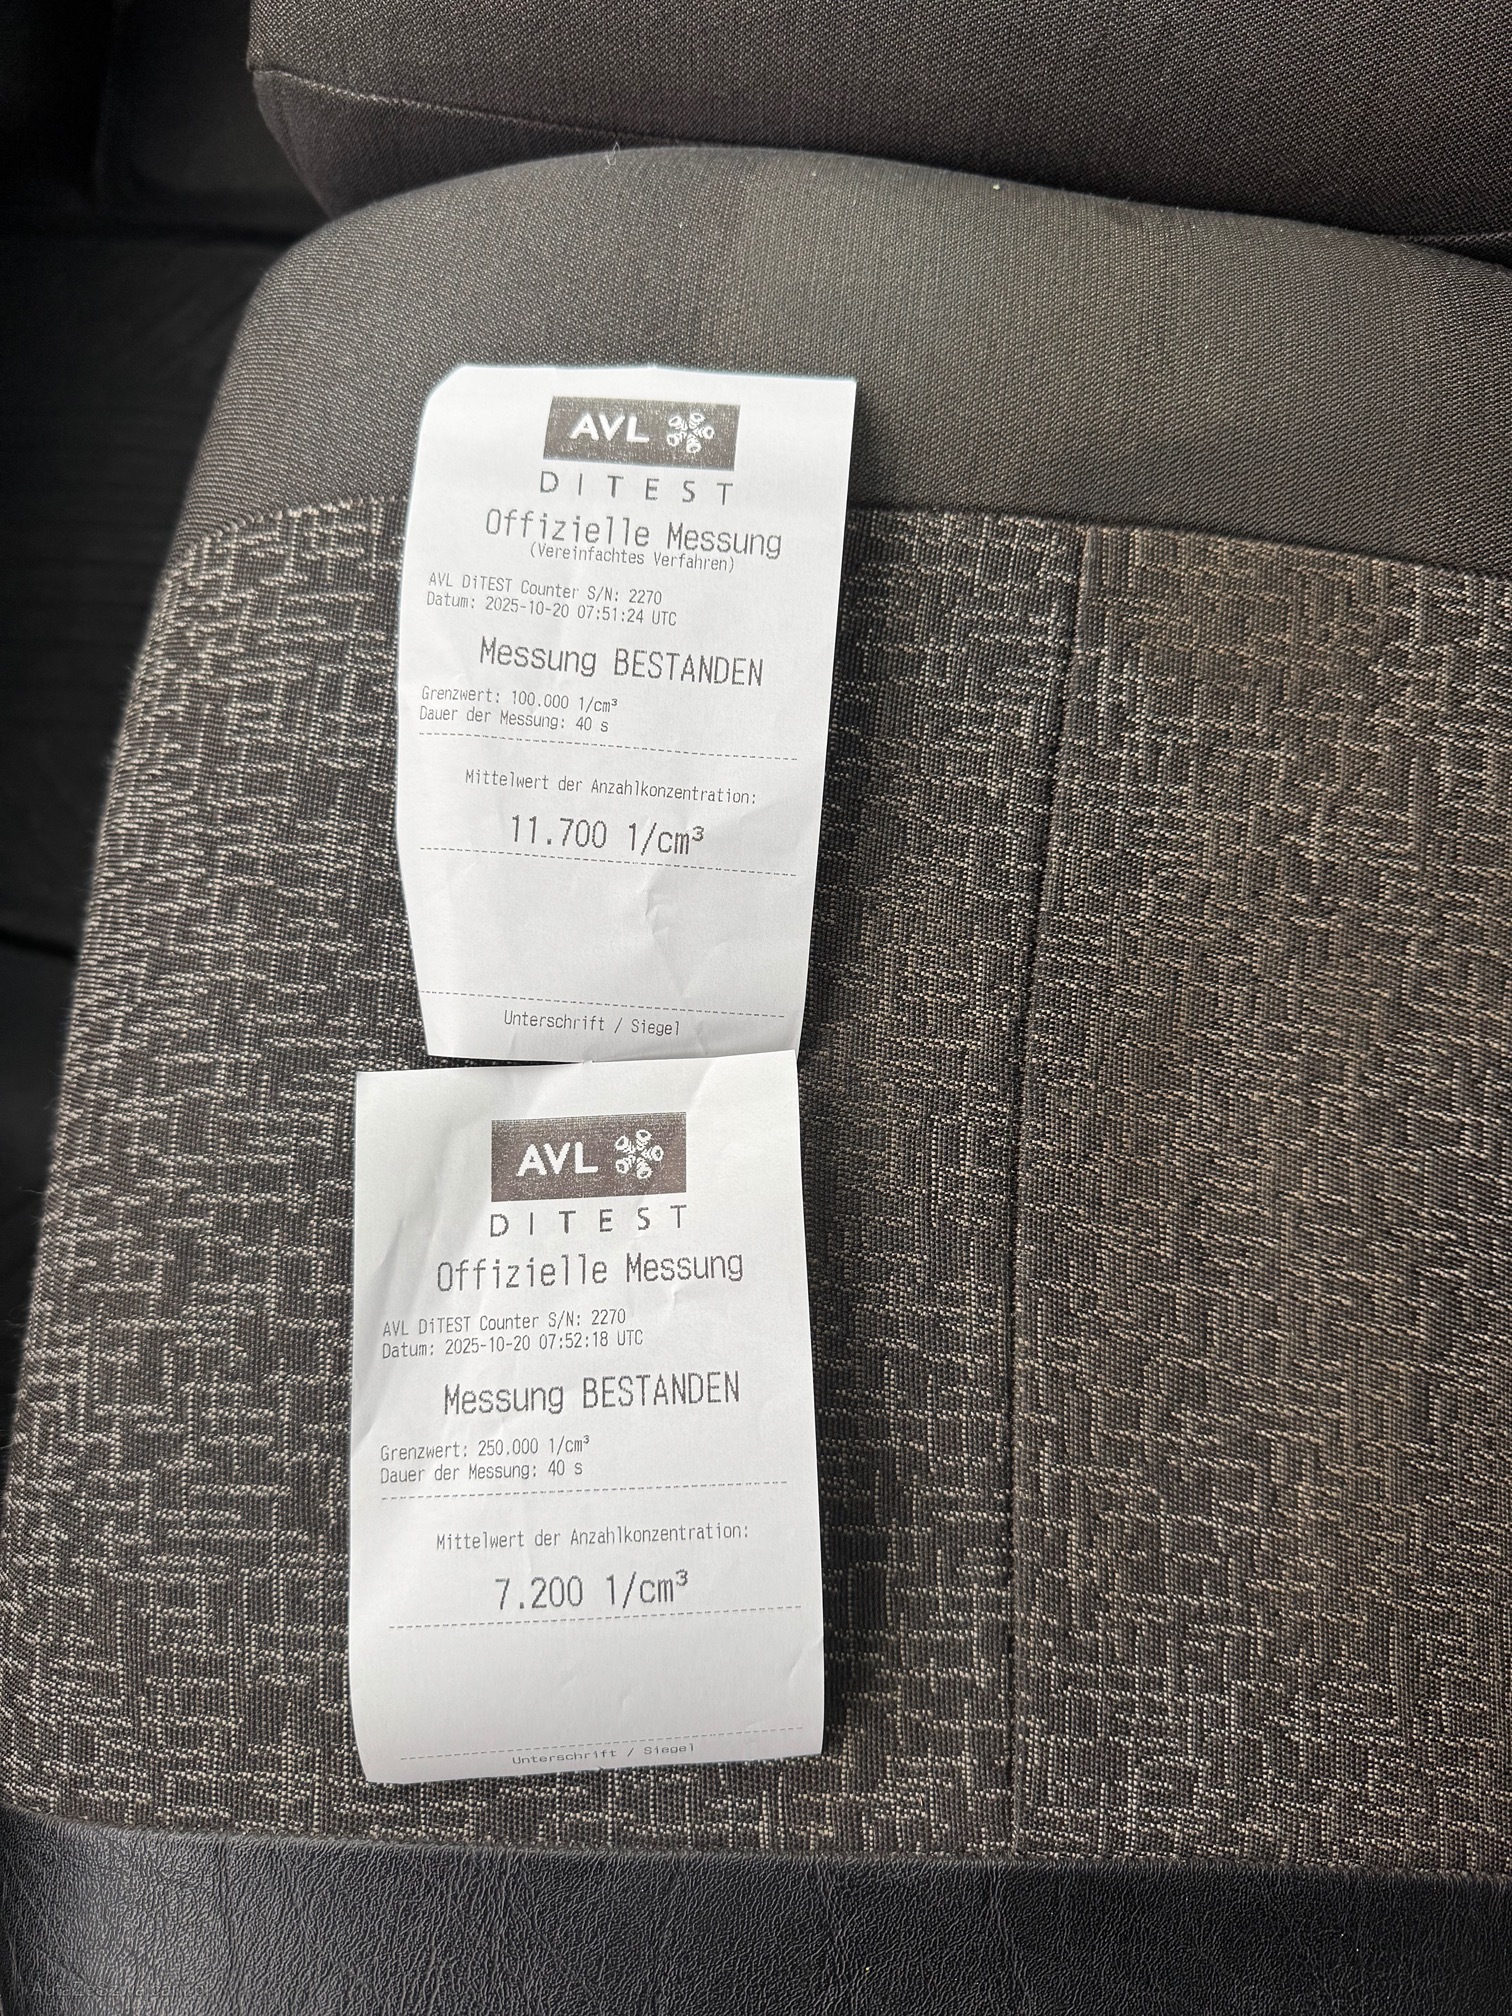 AVL
DITEST
Offizielle Messung
(Vereinfachtes Verfahren)
AVL DiTEST Counter S/N: 2270
Datum: 2025-10-20 07:51:24 UTC
Messung BESTANDEN
Grenzwert: 100.000 1/cm³
Dauer der Messung: 40 s
Mittelwert der Anzahlkonzentration:
11.700 1/cm³
Unterschrift / Siegel
AVL
DITEST
Offizielle Messung
AVL DiTEST Counter S/N: 2270
Datum: 2025-10-20 07:52:18 UTC
Messung BESTANDEN
Grenzwert: 250.000 1/cm³
Dauer der Messung: 40 s
Mittelwert der Anzahlkonzentration:
7.200 1/cm³
Unterschrift / Siegel